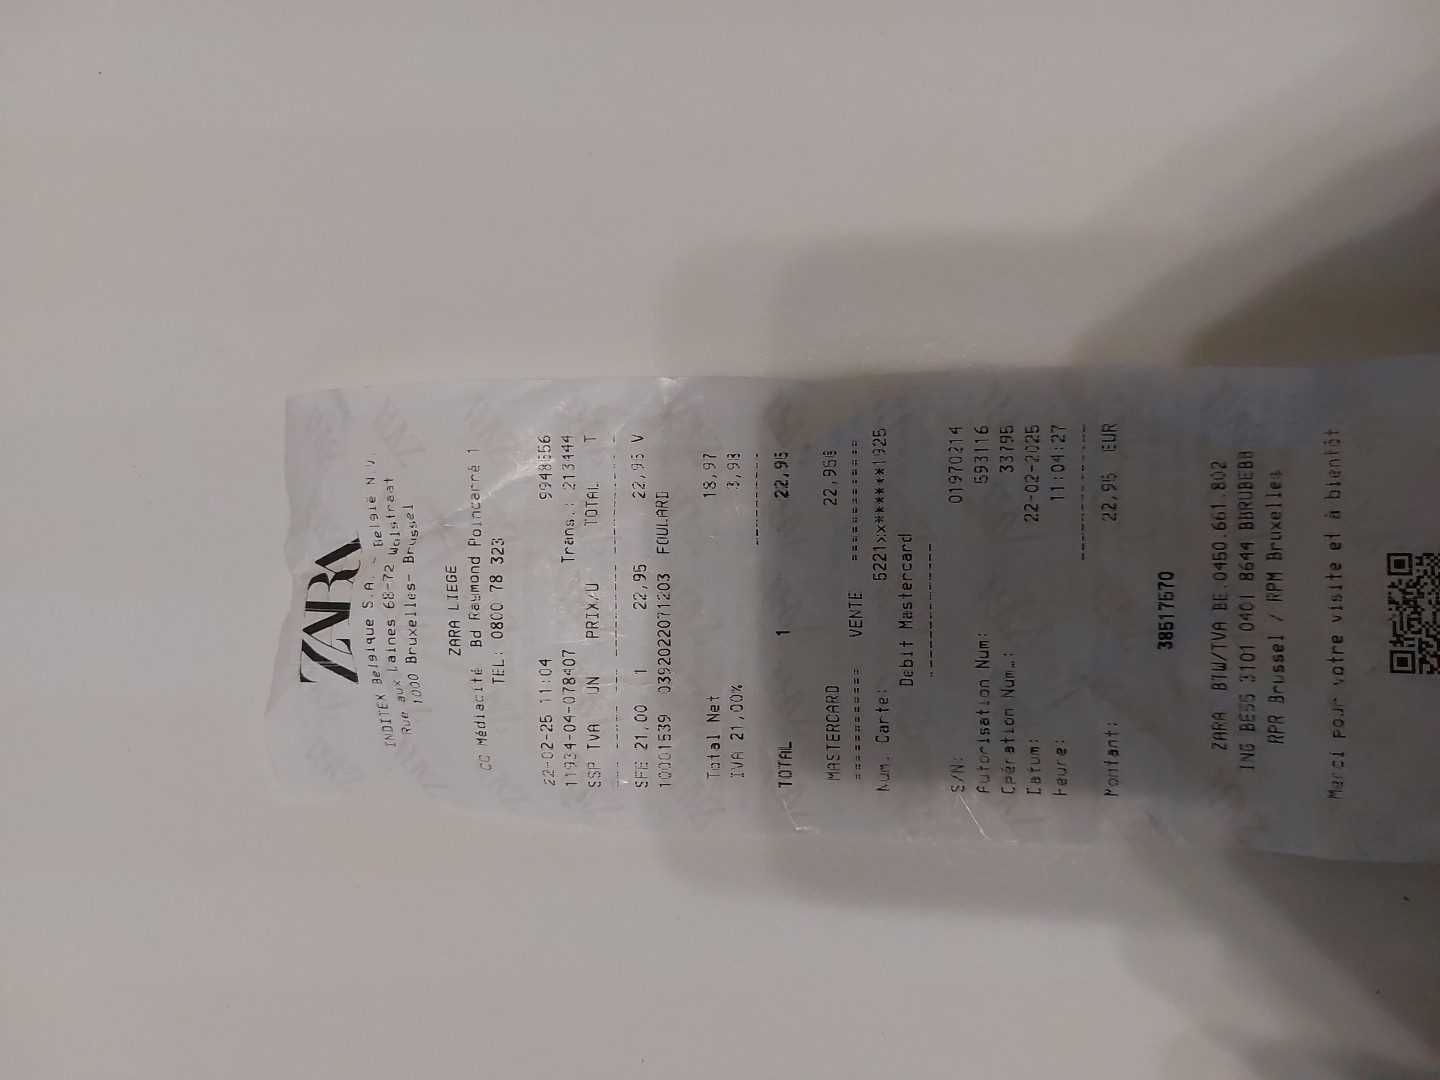 ZARA
INDITEX Belgique S.A. - België N.V.
Rue aux Laines 68-72 Wolstraat
1000 Bruxelles- Brussel
ZARA LIEGE
CC Médiacité Bd Raymond Poincarré 1
TEL: 0800 78 323
22-02-25 11:04 9948556
11934-04-078407 Trans.: 213444
SSP TVA UN PRIX/U TOTAL T
SFE 21,00 1 22,95 22,95 V
10001539 0392022071203 FOULARD
Total Net 18,97
IVA 21,00% 3,98
TOTAL 1 22,95
MASTERCARD 22,95
========== VENTE ==========
Num. Carte:
Debit Mastercard
S/N: 01970214
Autorisation Num: 593116
Opération Num.: 33795
Datum: 22-02-2025
Heure: 11:04:27
Montant: 22,95 EUR
38517570
ZARA BTW/TVA BE.0450.661.802
ING BE55 3101 0401 8644 BBRUBEBB
RPR Brussel / RPM Bruxelles
Merci pour votre visite et à bientôt